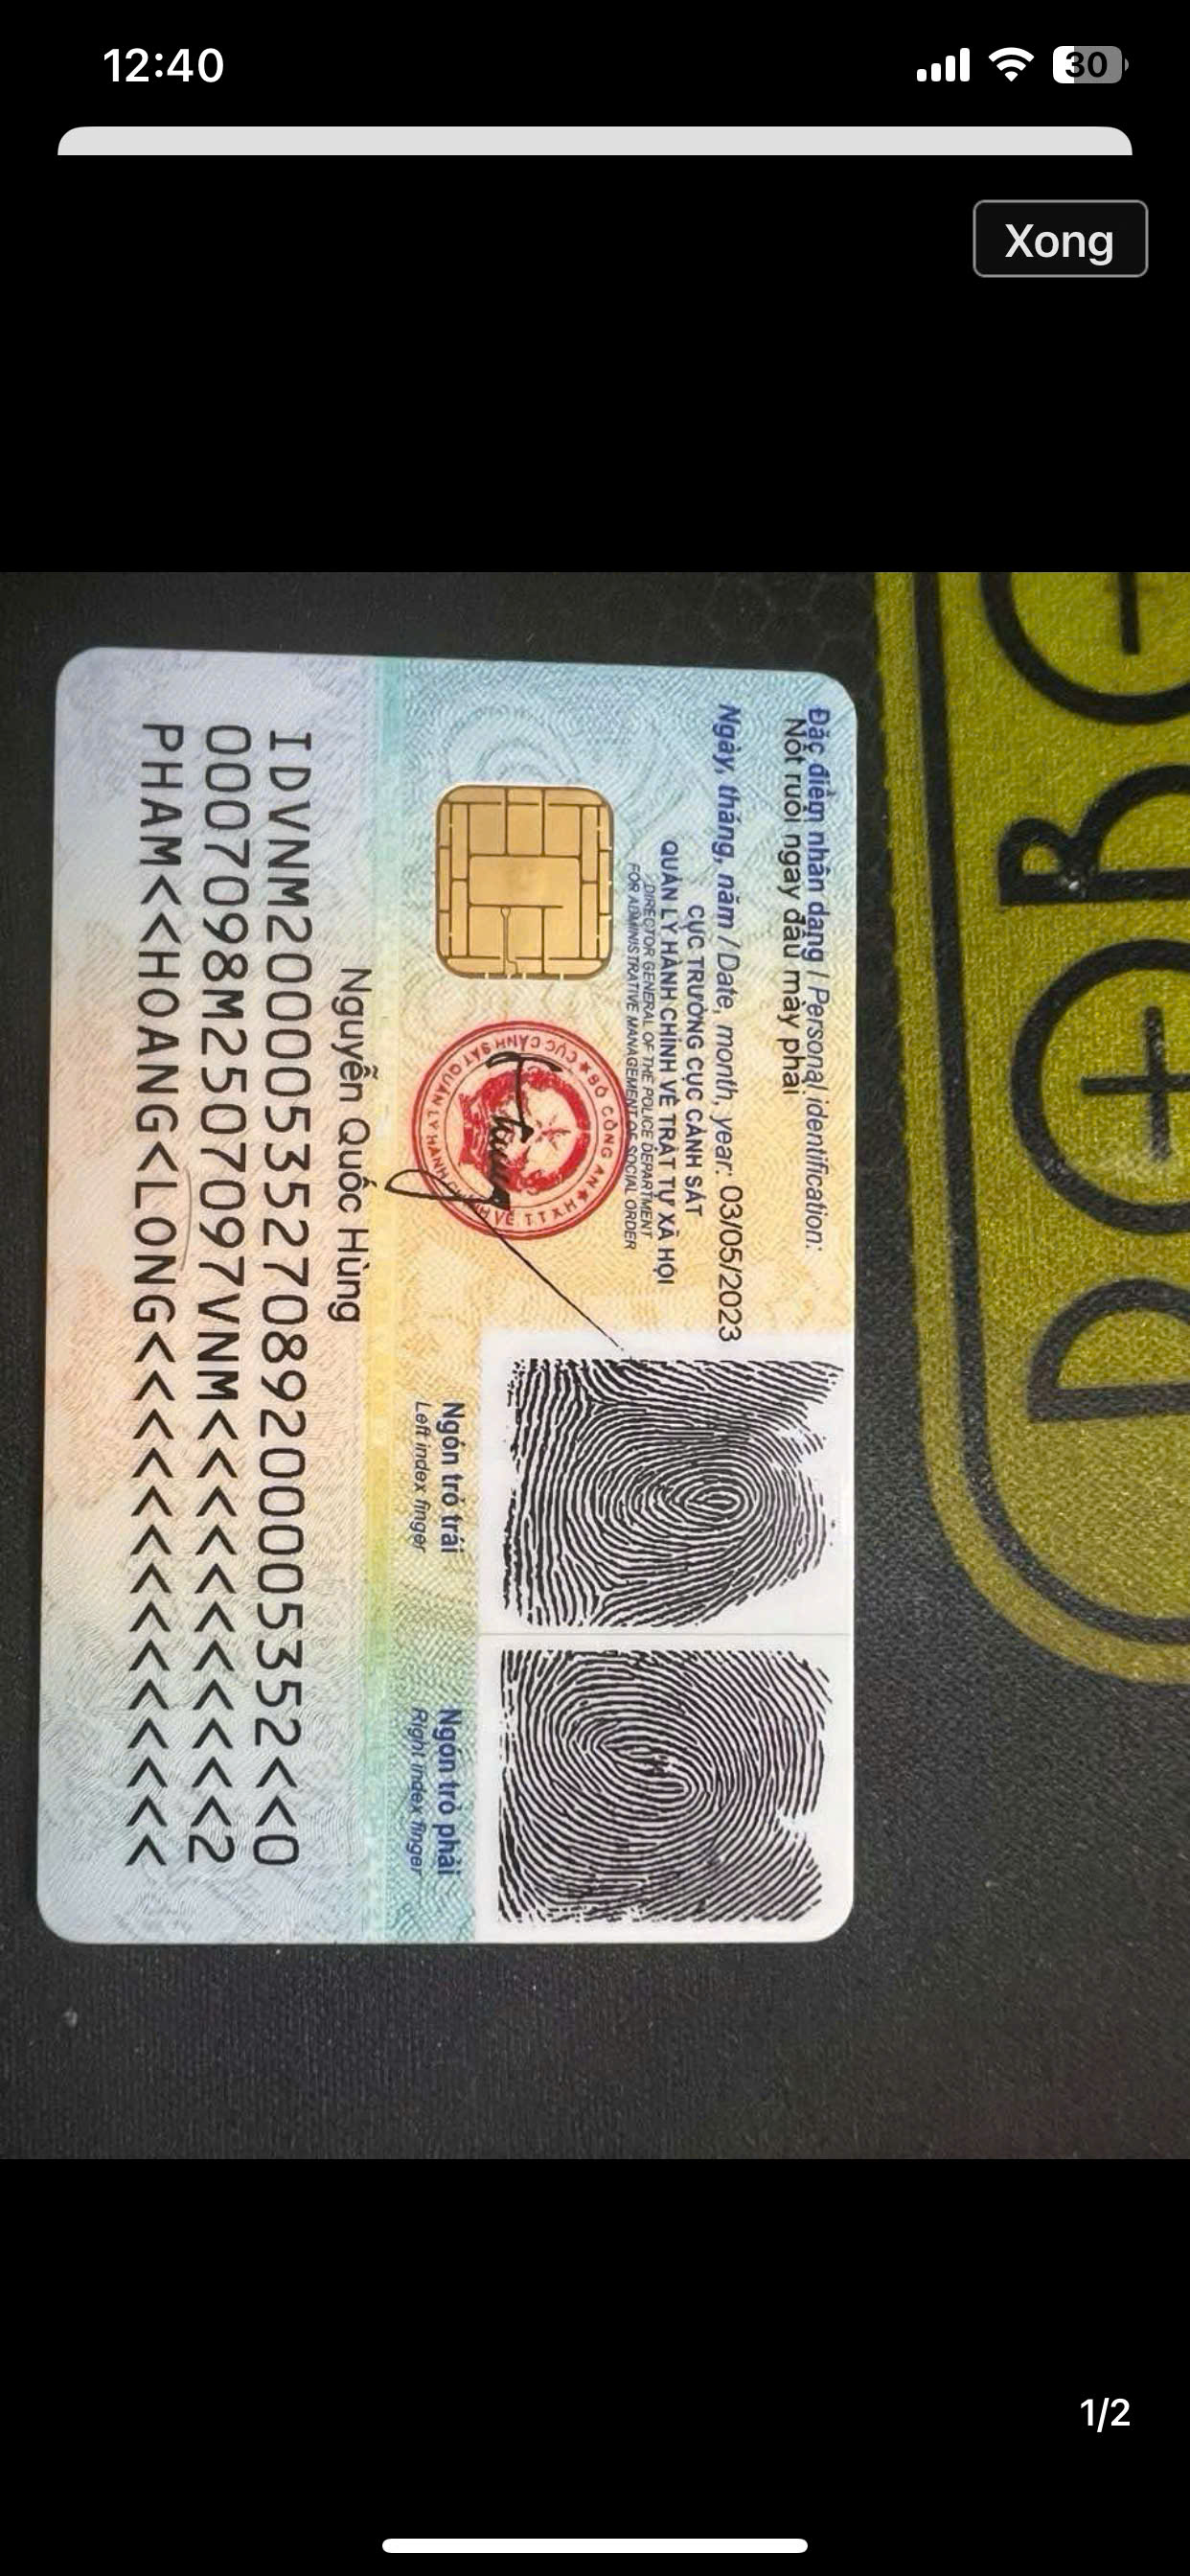 12:40
30
Xong
Đặc điểm nhân dạng / Personal identification:
Nốt ruồi ngay đầu mày phải
Ngày, tháng, năm / Date, month, year: 03/05/2023
CỤC TRƯỞNG CỤC CẢNH SÁT
QUẢN LÝ HÀNH CHÍNH VỀ TRẬT TỰ XÃ HỘI
DIRECTOR GENERAL OF THE POLICE DEPARTMENT
FOR ADMINISTRATIVE MANAGEMENT OF SOCIAL ORDER
BỘ CÔNG AN
CỤC CẢNH SÁT QUẢN LÝ HÀNH CHÍNH VỀ TTXH
Nguyễn Quốc Hùng
Ngón trỏ trái
Left index finger
Ngón trỏ phải
Right index finger
IDVNM2000053527089200005352<<0
0007098M2507097VNM<<<<<<<<<<<2
PHAM<<HOANG<LONG<<<<<<<<<<<<<<
1/2